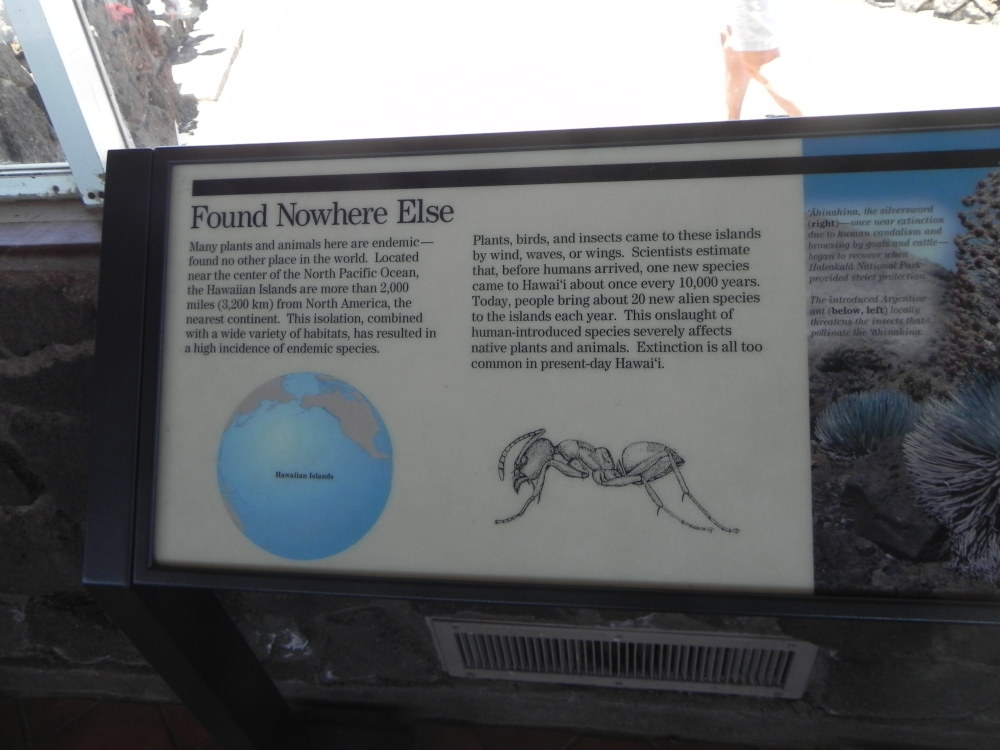 Found Nowhere Else
Many plants and animals here are endemic—
found no other place in the world.  Located
near the center of the North Pacific Ocean,
the Hawaiian Islands are more than 2,000
miles (3,200 km) from North America, the
nearest continent.  This isolation, combined
with a wide variety of habitats, has resulted in
a high incidence of endemic species.
Plants, birds, and insects came to these islands
by wind, waves, or wings.  Scientists estimate
that, before humans arrived, one new species
came to Hawai‘i about once every 10,000 years.
Today, people bring about 20 new alien species
to the islands each year.  This onslaught of
human-introduced species severely affects
native plants and animals.  Extinction is all too
common in present-day Hawai‘i.
Hawaiian Islands
‘Āhinahina, the silversword
(right)—once near extinction
due to human vandalism and
browsing by goats and cattle—
began to recover when
Haleakalā National Park
provided strict protection.
The introduced Argentine
ant (below, left) locally
threatens the insects that
pollinate the ‘āhinahina.